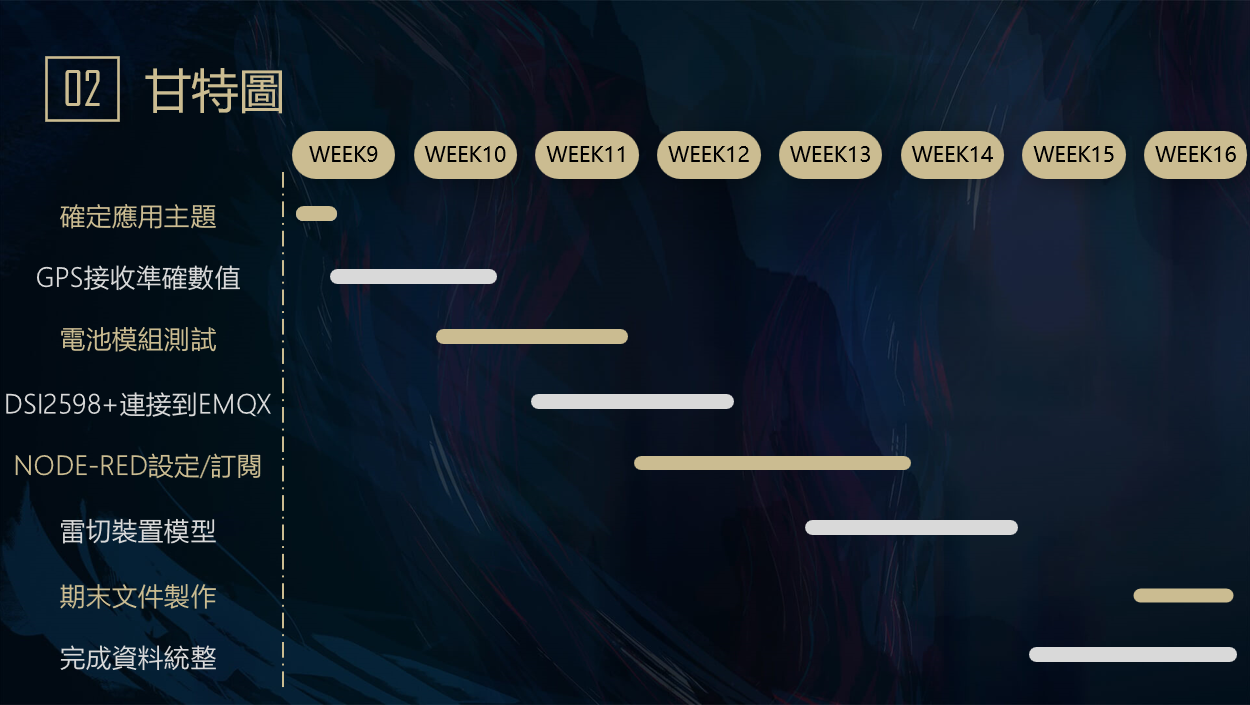 02 甘特圖
WEEK9 WEEK10 WEEK11 WEEK12 WEEK13 WEEK14 WEEK15 WEEK16
確定應用主題
GPS接收準確數值
電池模組測試
DSI2598+連接到EMQX
NODE-RED設定/訂閱
雷切裝置模型
期末文件製作
完成資料統整